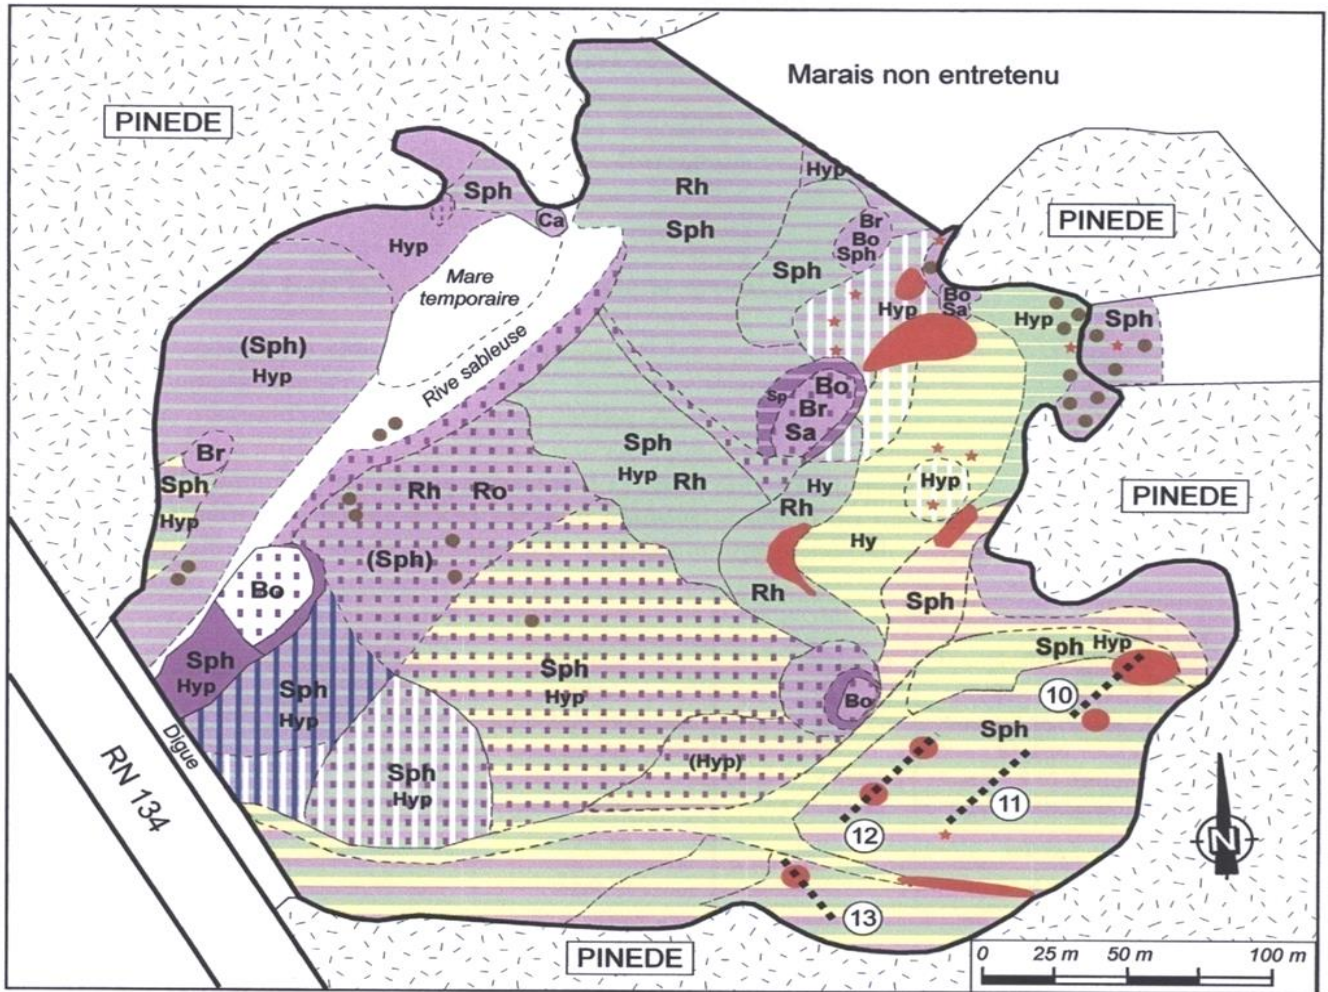 Marais non entretenu
PINEDE
Hyp
Sph
Rh
PINEDE
Ca
Br
Bo
Sph
Hyp
Sph
Sph
Mare
temporaire
Bo
Sa
Hyp
Hyp
Sph
(Sph)
Hyp
Rive sableuse
Sp
Bo
Br
Sa
Br
Sph
Hyp
Rh
Hyp
Sph
Hyp
Rh
Ro
Hy
Rh
PINEDE
Hy
(Sph)
Bo
Rh
Sph
Sph
Hyp
Sph
Hyp
Sph
Hyp
Sph
Hyp
Bo
10
Sph
Digue
RN 134
(Hyp)
Sph
Hyp
11
12
13
N
PINEDE
0 25 m 50 m 100 m